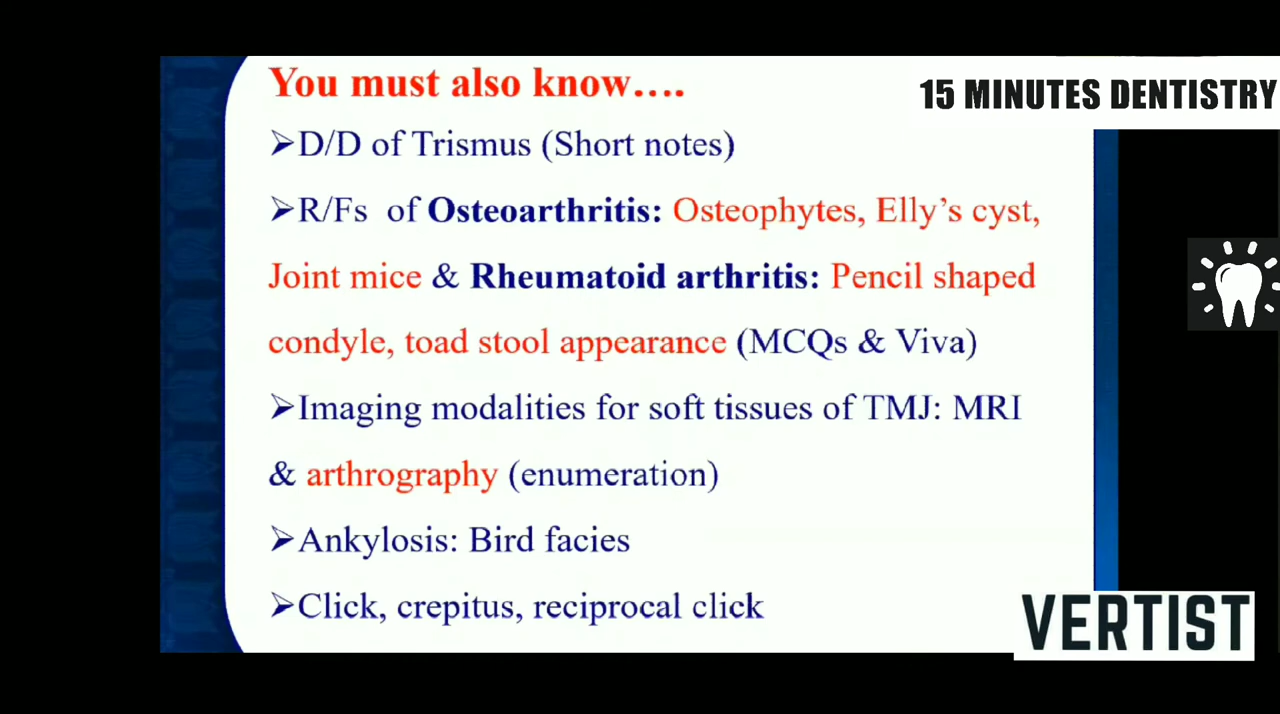 You must also know….
15 MINUTES DENTISTRY
➢D/D of Trismus (Short notes)
➢R/Fs of Osteoarthritis: Osteophytes, Elly’s cyst,
Joint mice & Rheumatoid arthritis: Pencil shaped
condyle, toad stool appearance (MCQs & Viva)
➢Imaging modalities for soft tissues of TMJ: MRI
& arthrography (enumeration)
➢Ankylosis: Bird facies
➢Click, crepitus, reciprocal click
VERTIST